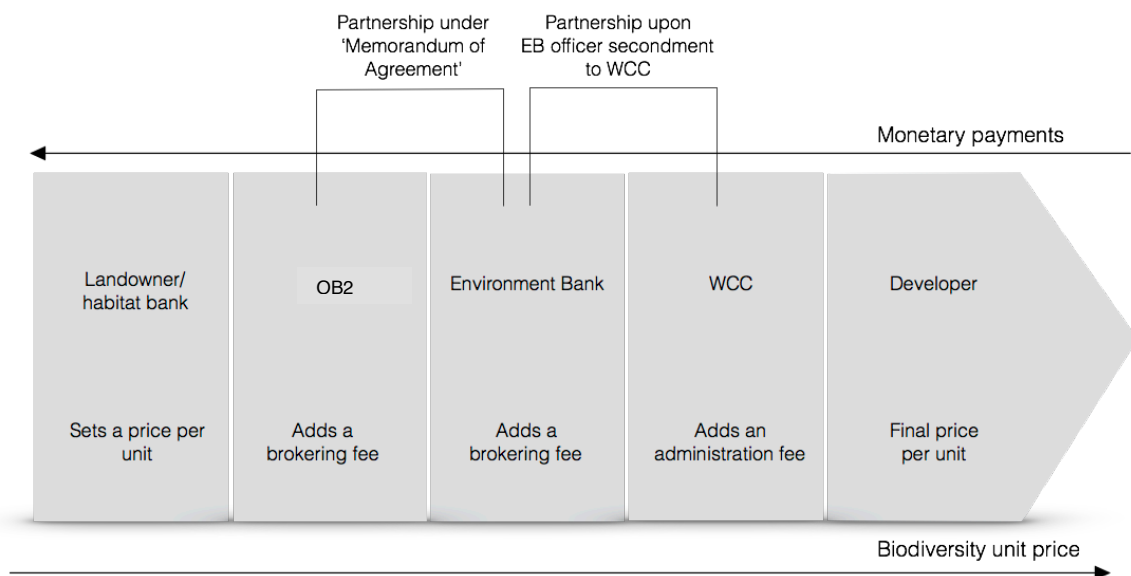 Partnership under
‘Memorandum of
Agreement’
Partnership upon
EB officer secondment
to WCC
Monetary payments
Landowner/
habitat bank
OB2
Environment Bank
WCC
Developer
Sets a price per
unit
Adds a
brokering fee
Adds a
brokering fee
Adds an
administration fee
Final price
per unit
Biodiversity unit price